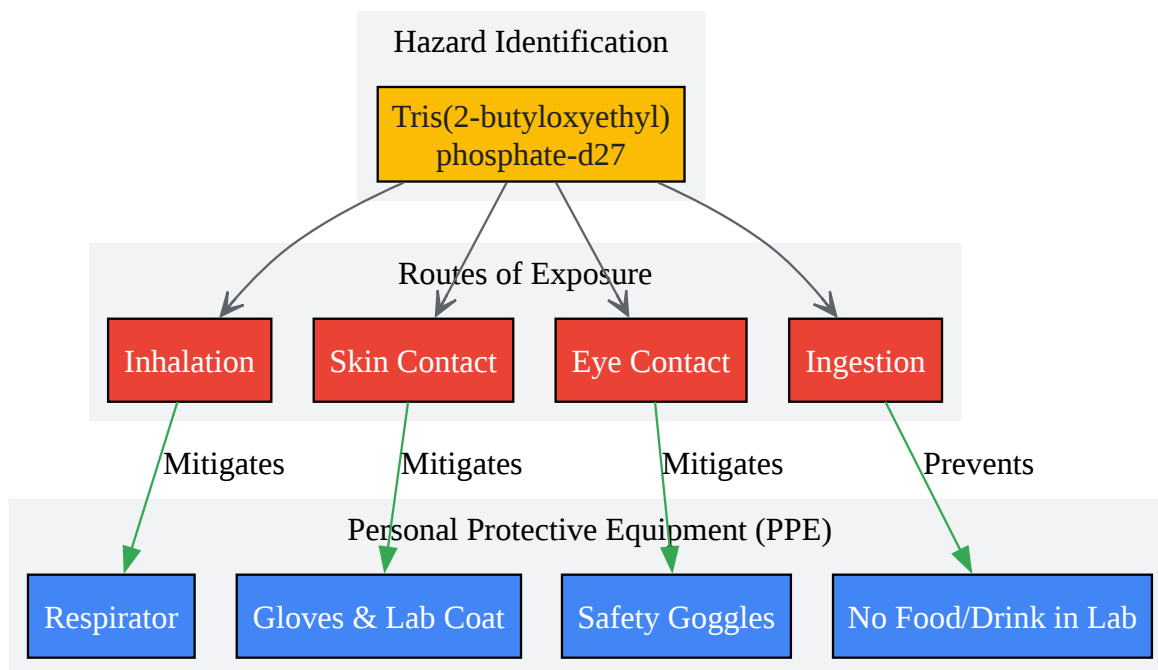 Hazard Identification
Tris(2-butyloxyethyl)
phosphate-d27
Routes of Exposure
Inhalation
Skin Contact
Eye Contact
Ingestion
Mitigates
Mitigates
Mitigates
Prevents
Personal Protective Equipment (PPE)
Respirator
Gloves & Lab Coat
Safety Goggles
No Food/Drink in Lab